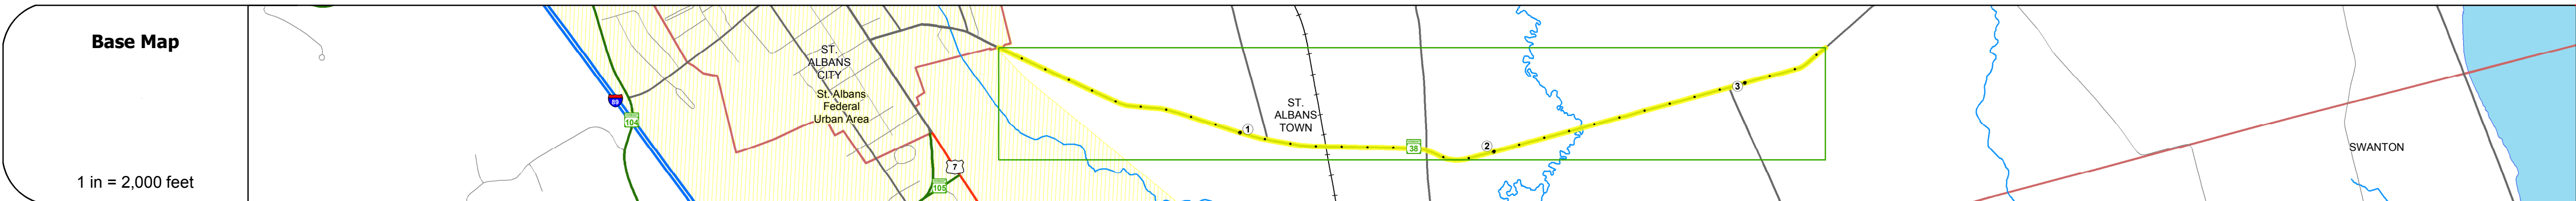 Base Map
1 in = 2,000 feet
89
104
ST.
ALBANS
CITY
St. Albans
Federal
Urban Area
7
105
1
ST.
ALBANS
TOWN
38
2
3
SWANTON